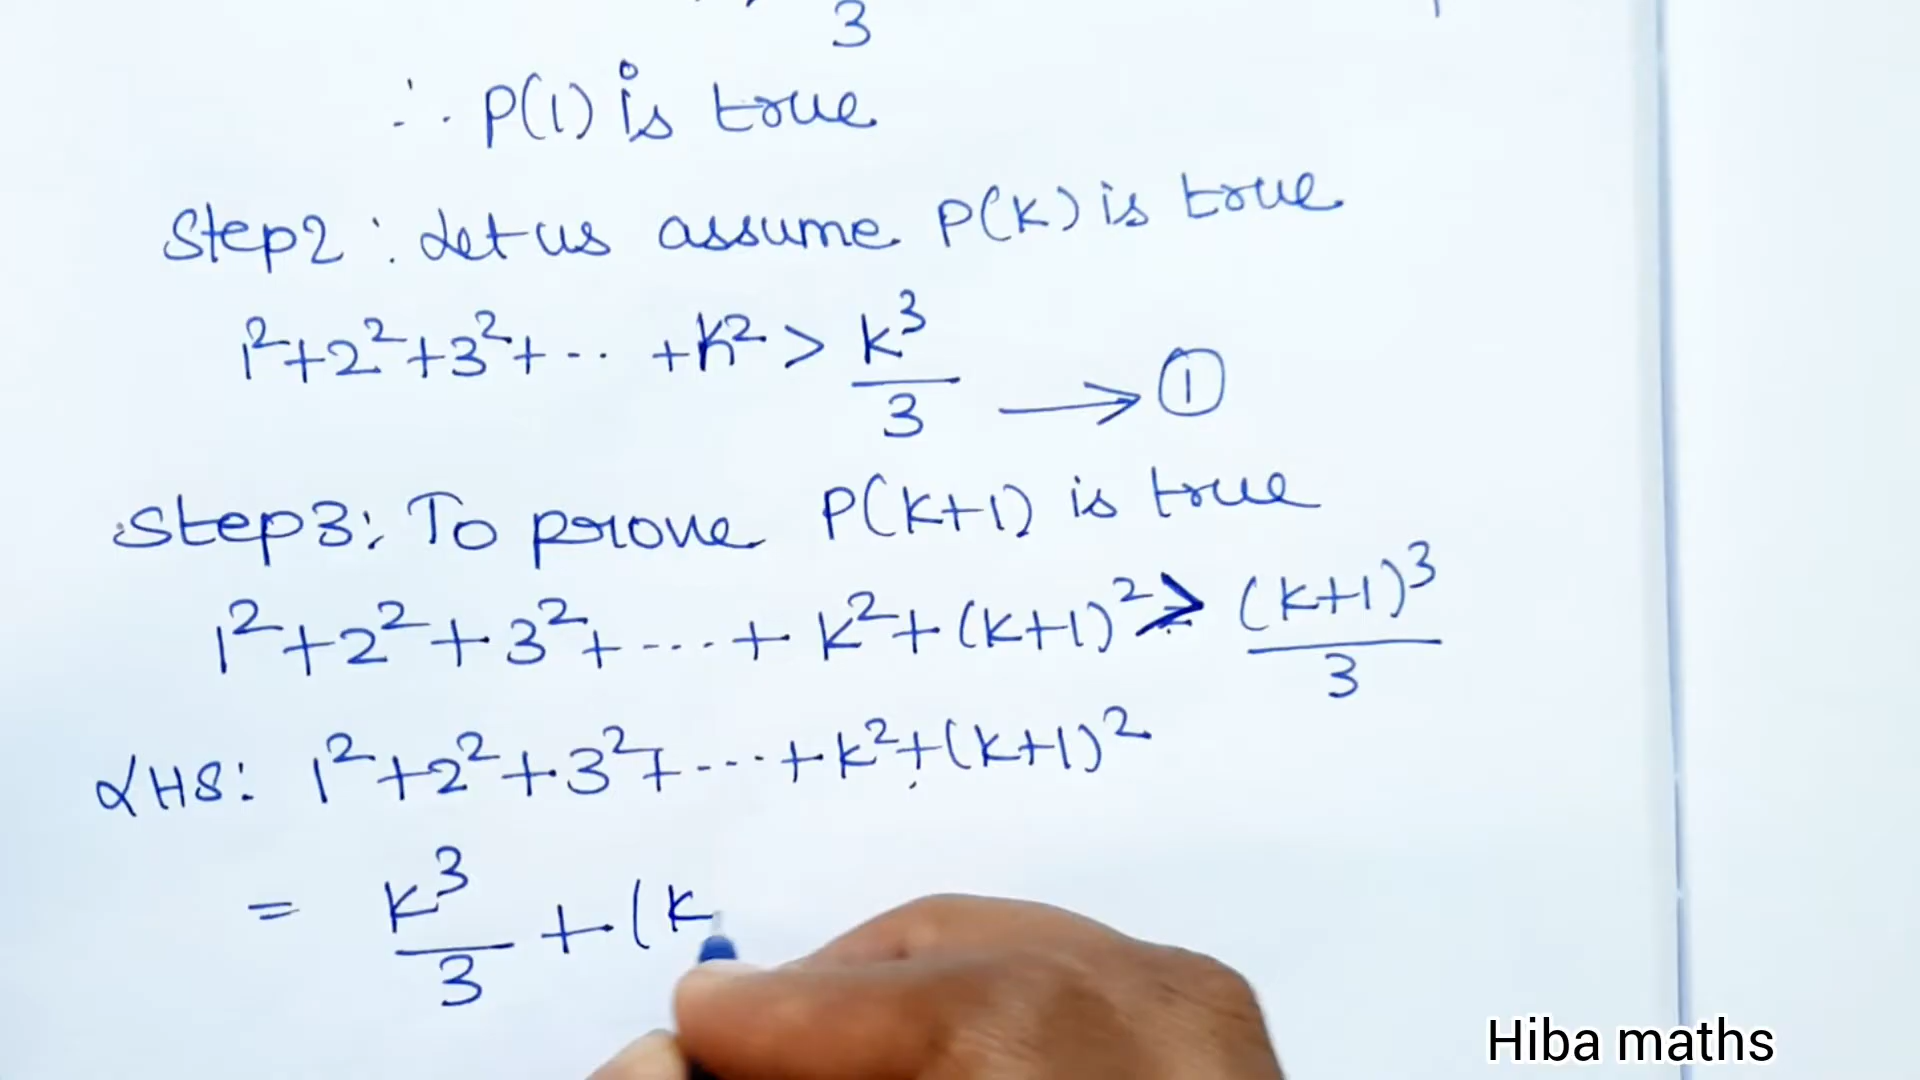 3
∴ P(1) is true
Step2: Let us assume P(k) is true
1²+2²+3²+... +k² > k³/3 → ①
Step3: To prove P(k+1) is true
1²+2²+3²+....+ k²+(k+1)² > (k+1)³/3
LHS: 1²+2²+3²+....+k²+(k+1)²
= k³/3 + (k
Hiba maths